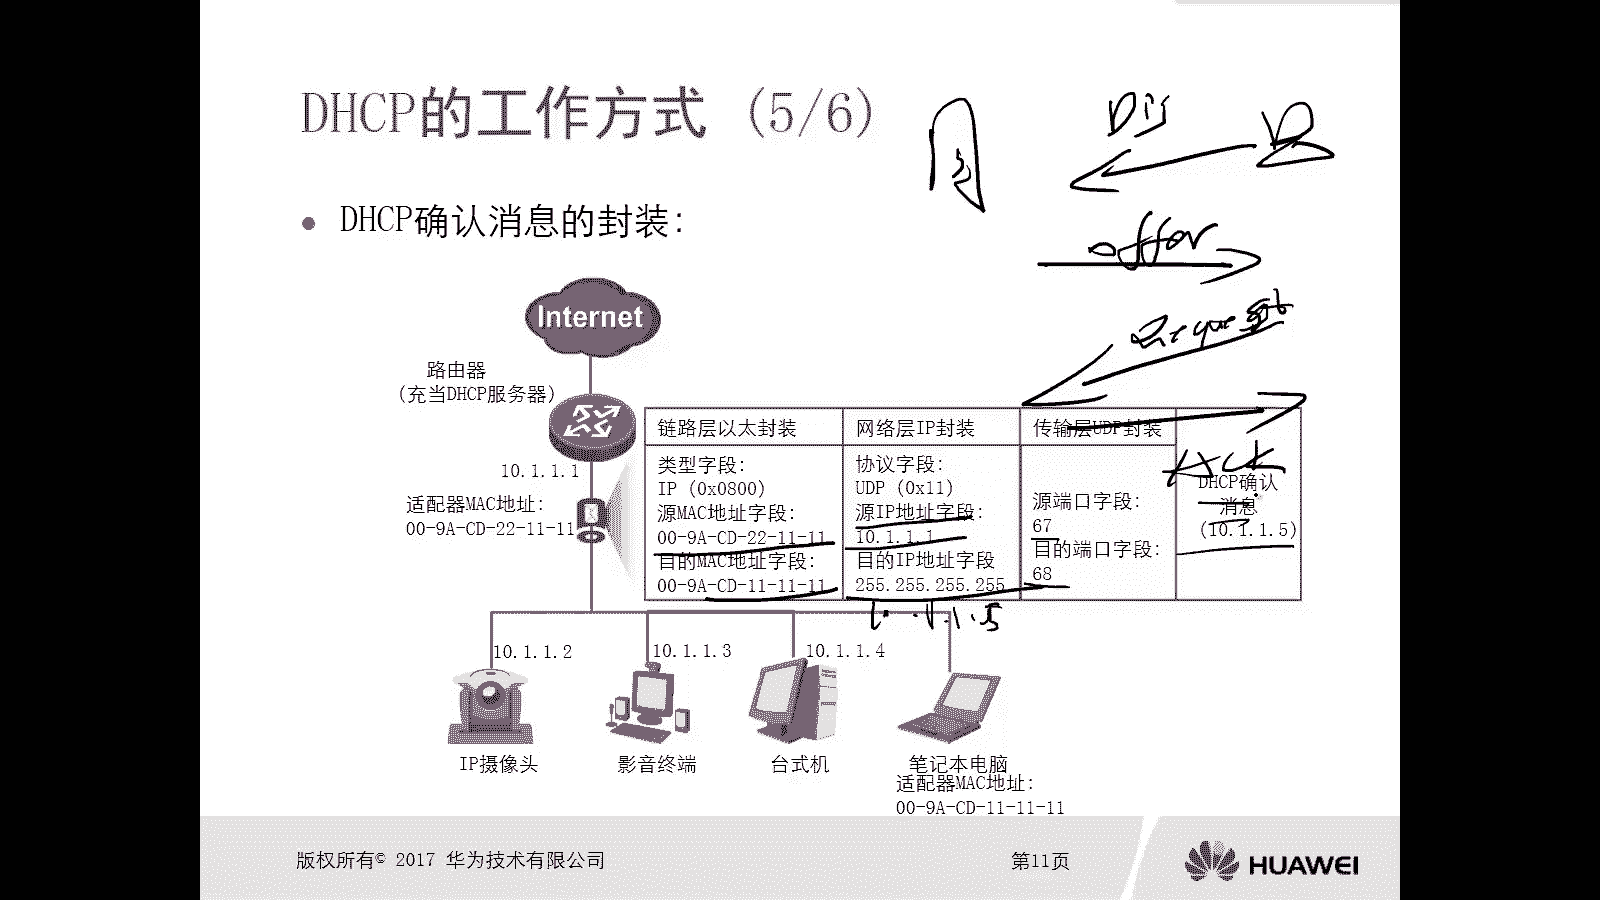 DHCP的工作方式 (5/6)
Dis
offer
Request
ACK
• DHCP确认消息的封装:
Internet
路由器
(充当DHCP服务器)
10.1.1.1
适配器MAC地址:
00-9A-CD-22-11-11
链路层以太封装
类型字段:
IP (0x0800)
源MAC地址字段:
00-9A-CD-22-11-11
目的MAC地址字段:
00-9A-CD-11-11-11
网络层IP封装
协议字段:
UDP (0x11)
源IP地址字段:
10.1.1.1
目的IP地址字段
255.255.255.255
10.1.1.5
传输层UDP封装
源端口字段:
67
目的端口字段:
68
DHCP确认
消息
(10.1.1.5)
10.1.1.2
10.1.1.3
10.1.1.4
IP摄像头
影音终端
台式机
笔记本电脑
适配器MAC地址:
00-9A-CD-11-11-11
版权所有© 2017 华为技术有限公司
第11页
HUAWEI